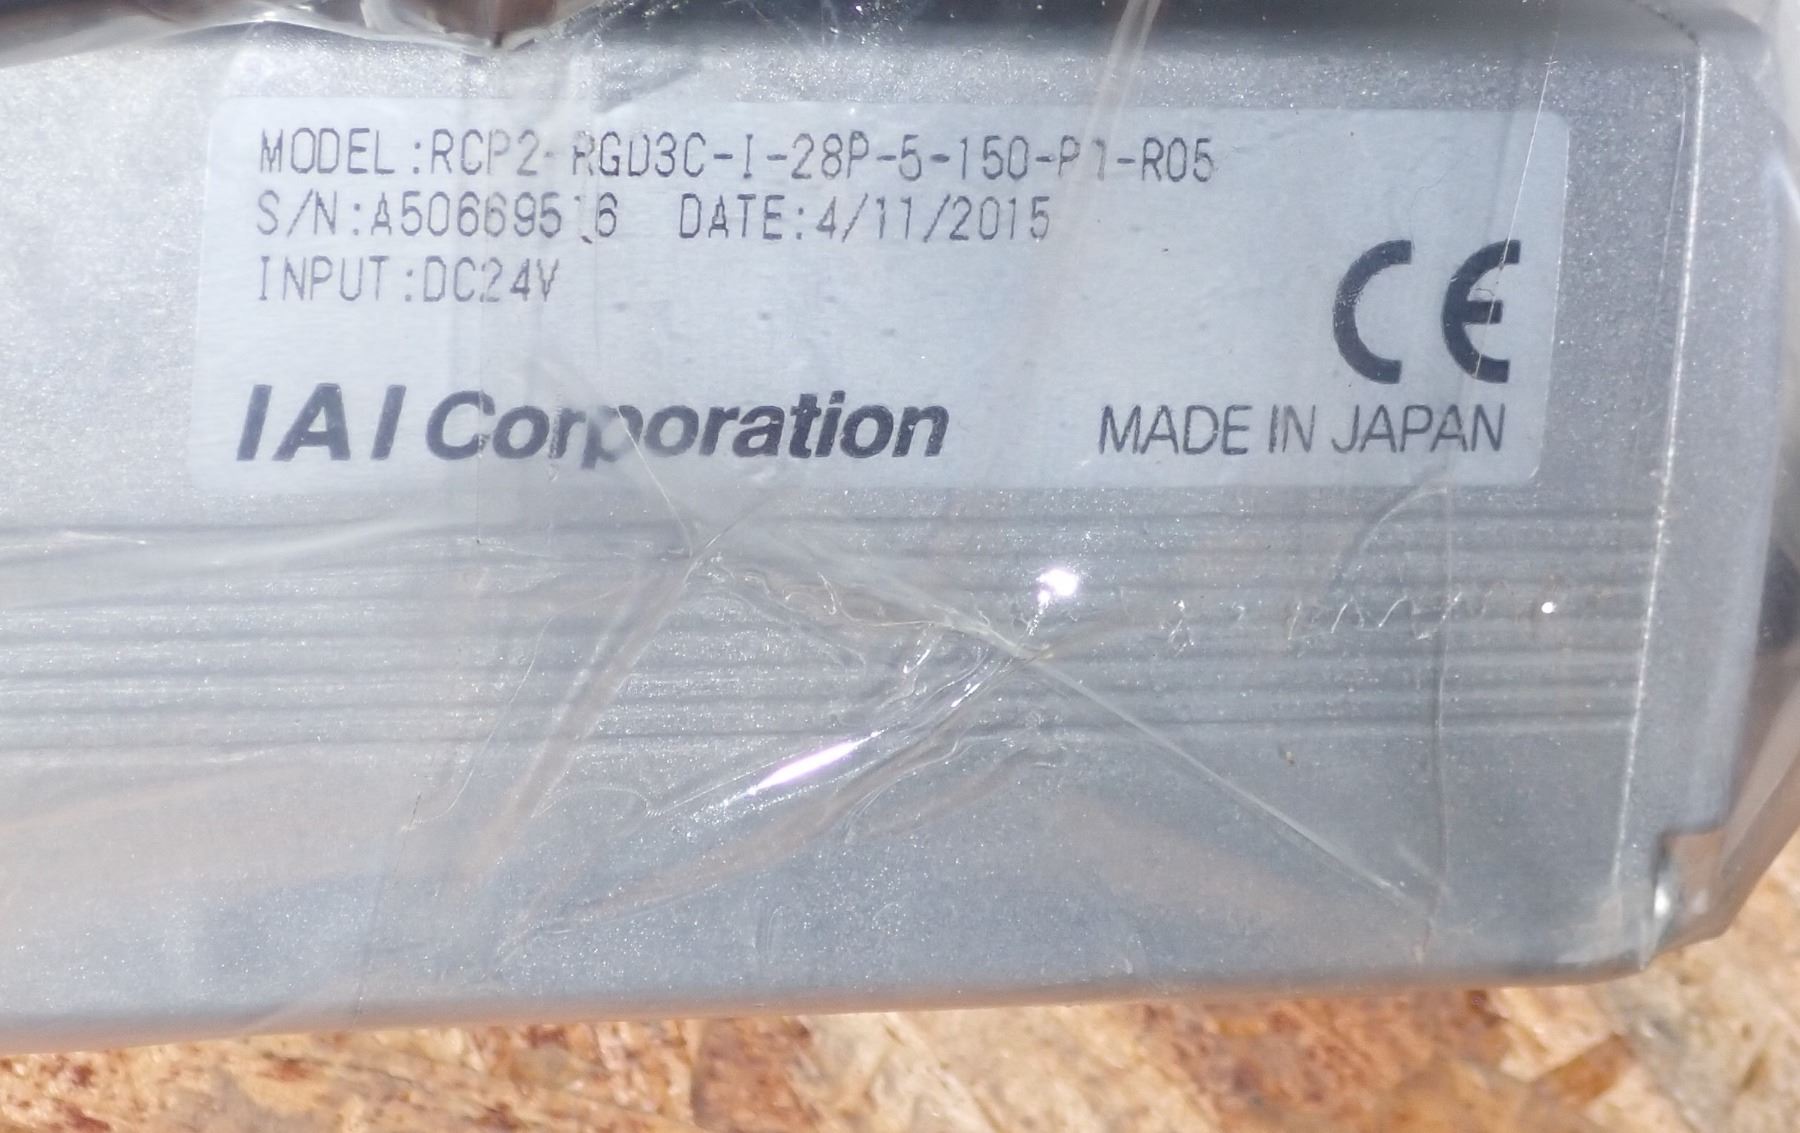 MODEL:RCP2-RGD3C-I-28P-5-150-P1-R05
S/N: DATE:4/11/2015
INPUT:DC24V
CE
IAI Corporation
MADE IN JAPAN